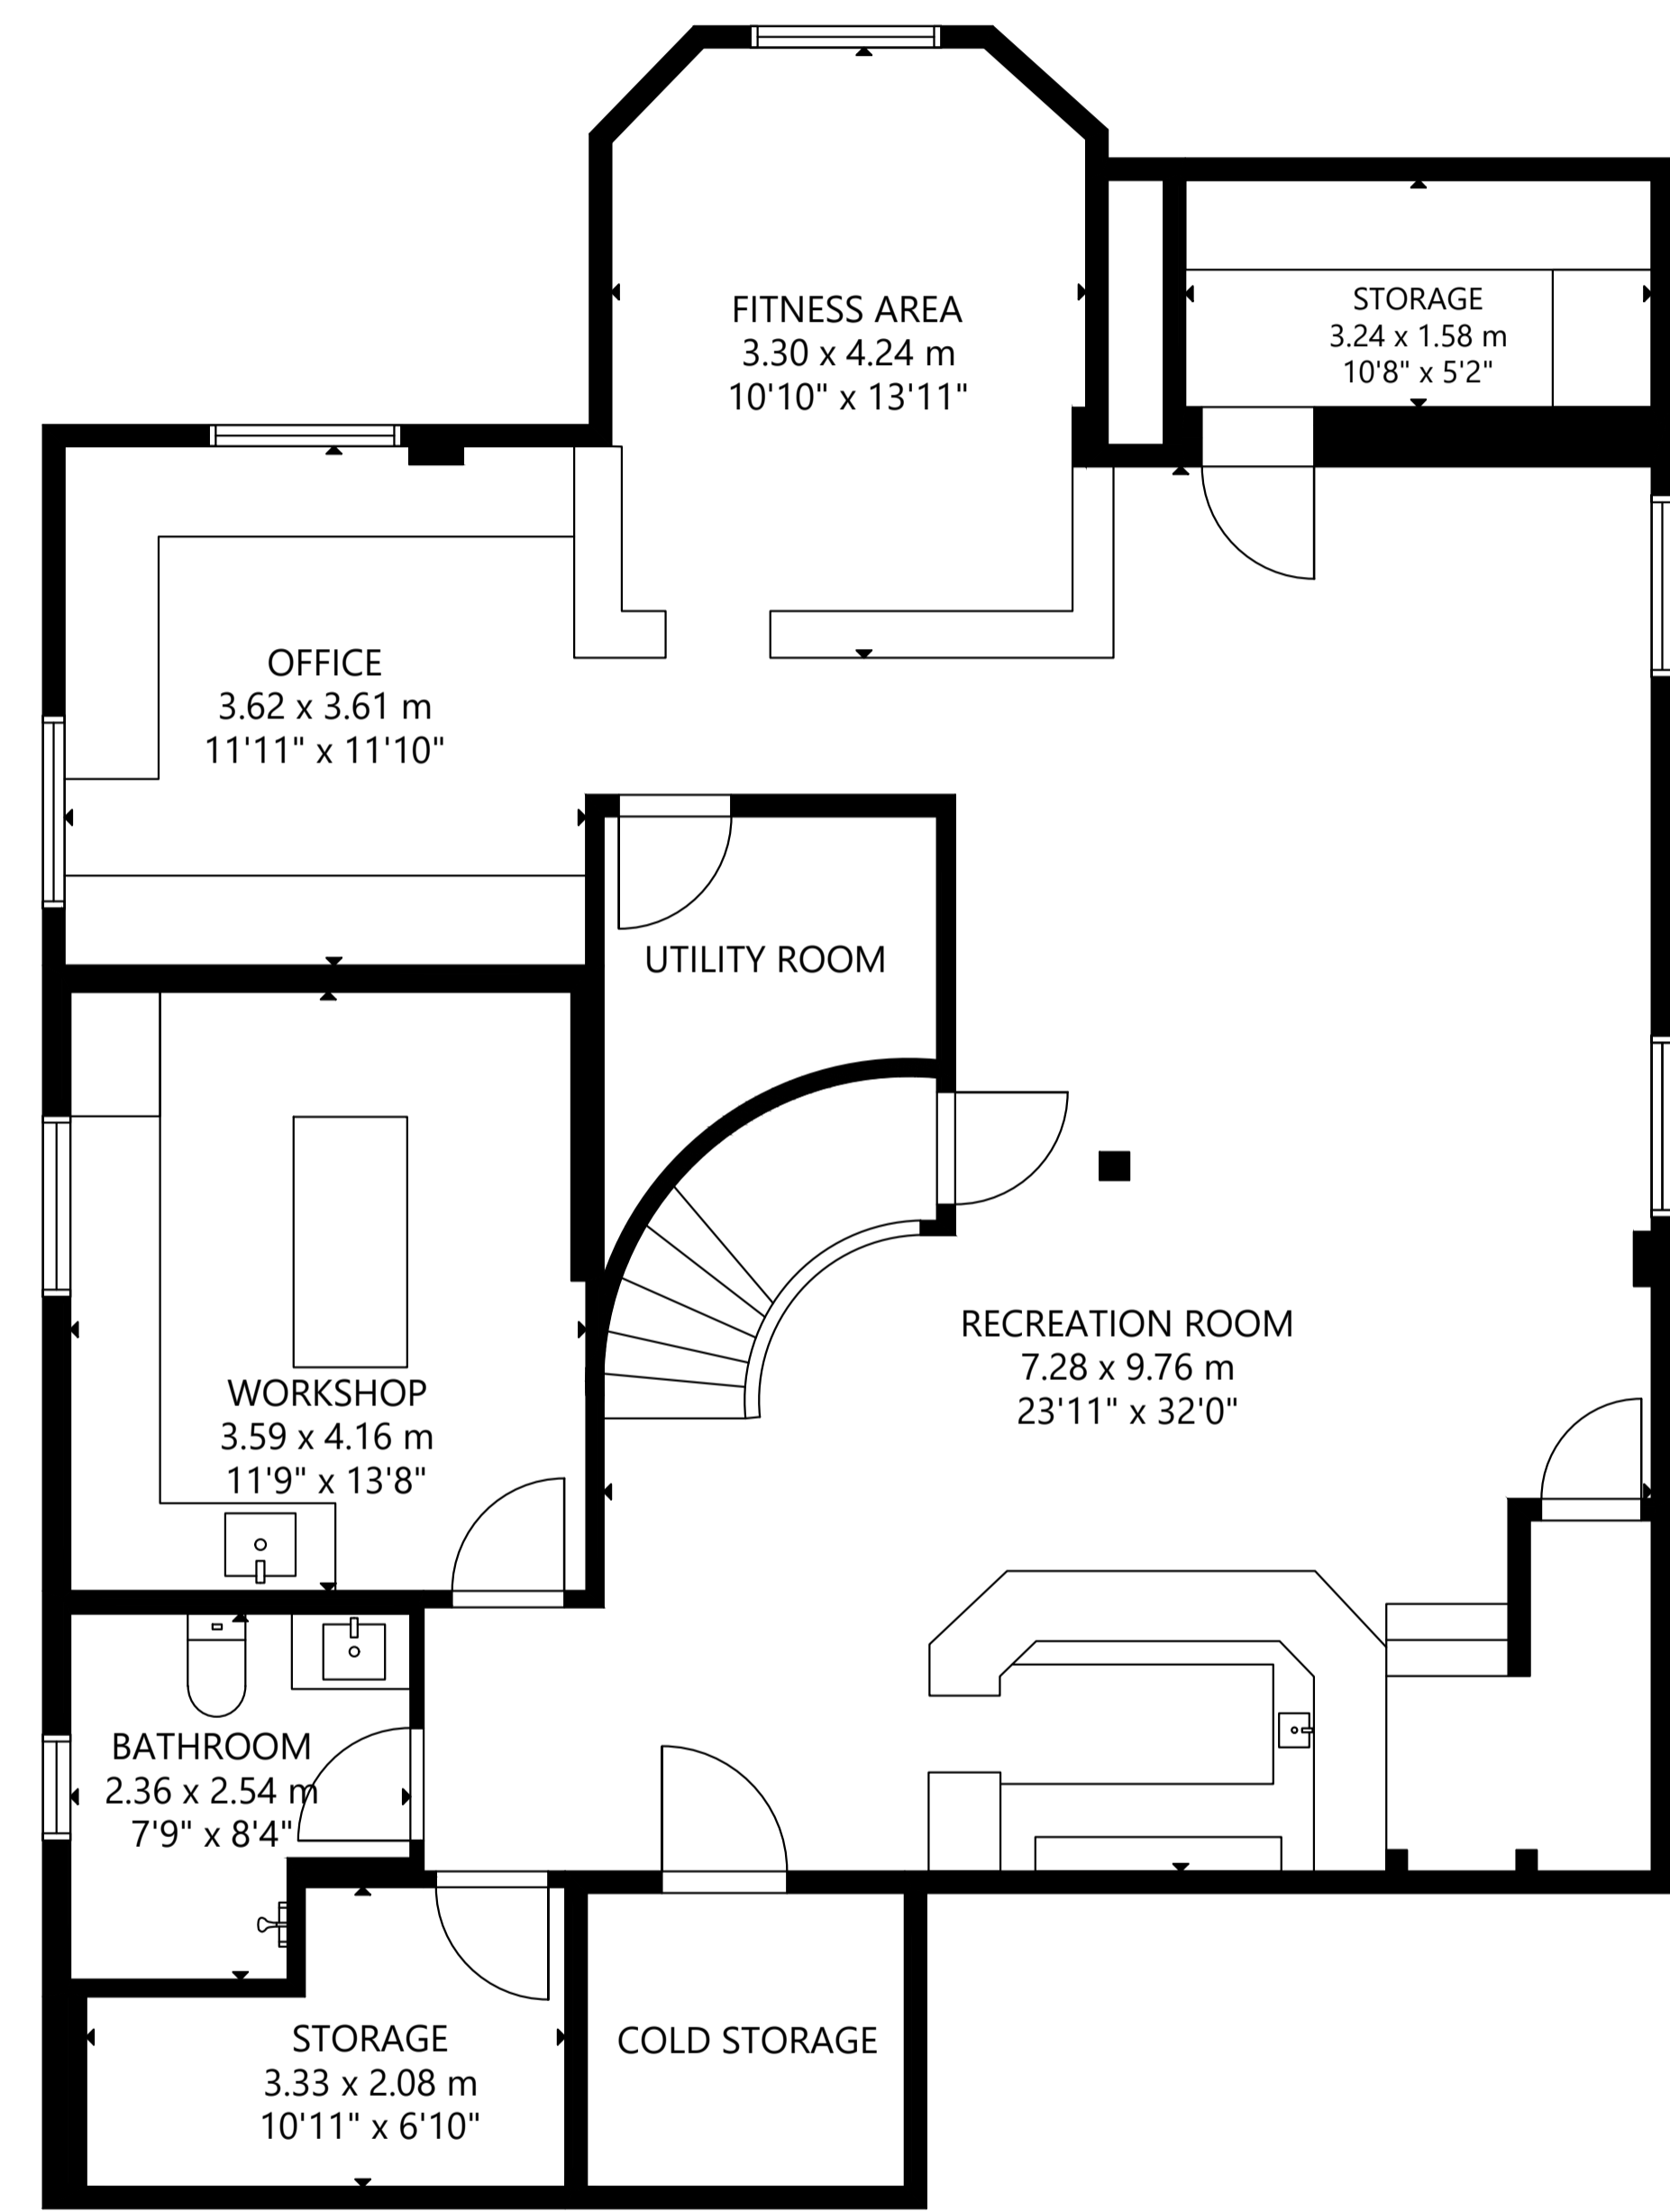 FITNESS AREA
3.30 x 4.24 m
10'10" x 13'11"
STORAGE
3.24 x 1.58 m
10'8" x 5'2"
OFFICE
3.62 x 3.61 m
11'11" x 11'10"
UTILITY ROOM
RECREATION ROOM
7.28 x 9.76 m
23'11" x 32'0"
WORKSHOP
3.59 x 4.16 m
11'9" x 13'8"
BATHROOM
2.36 x 2.54 m
7'9" x 8'4"
STORAGE
3.33 x 2.08 m
10'11" x 6'10"
COLD STORAGE